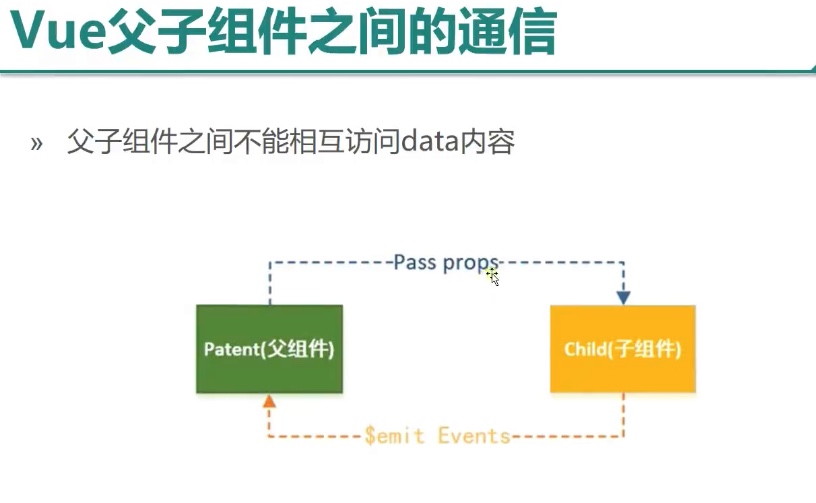 Vue父子组件之间的通信
» 父子组件之间不能相互访问data内容
Pass props
Patent(父组件)
Child(子组件)
$emit Events